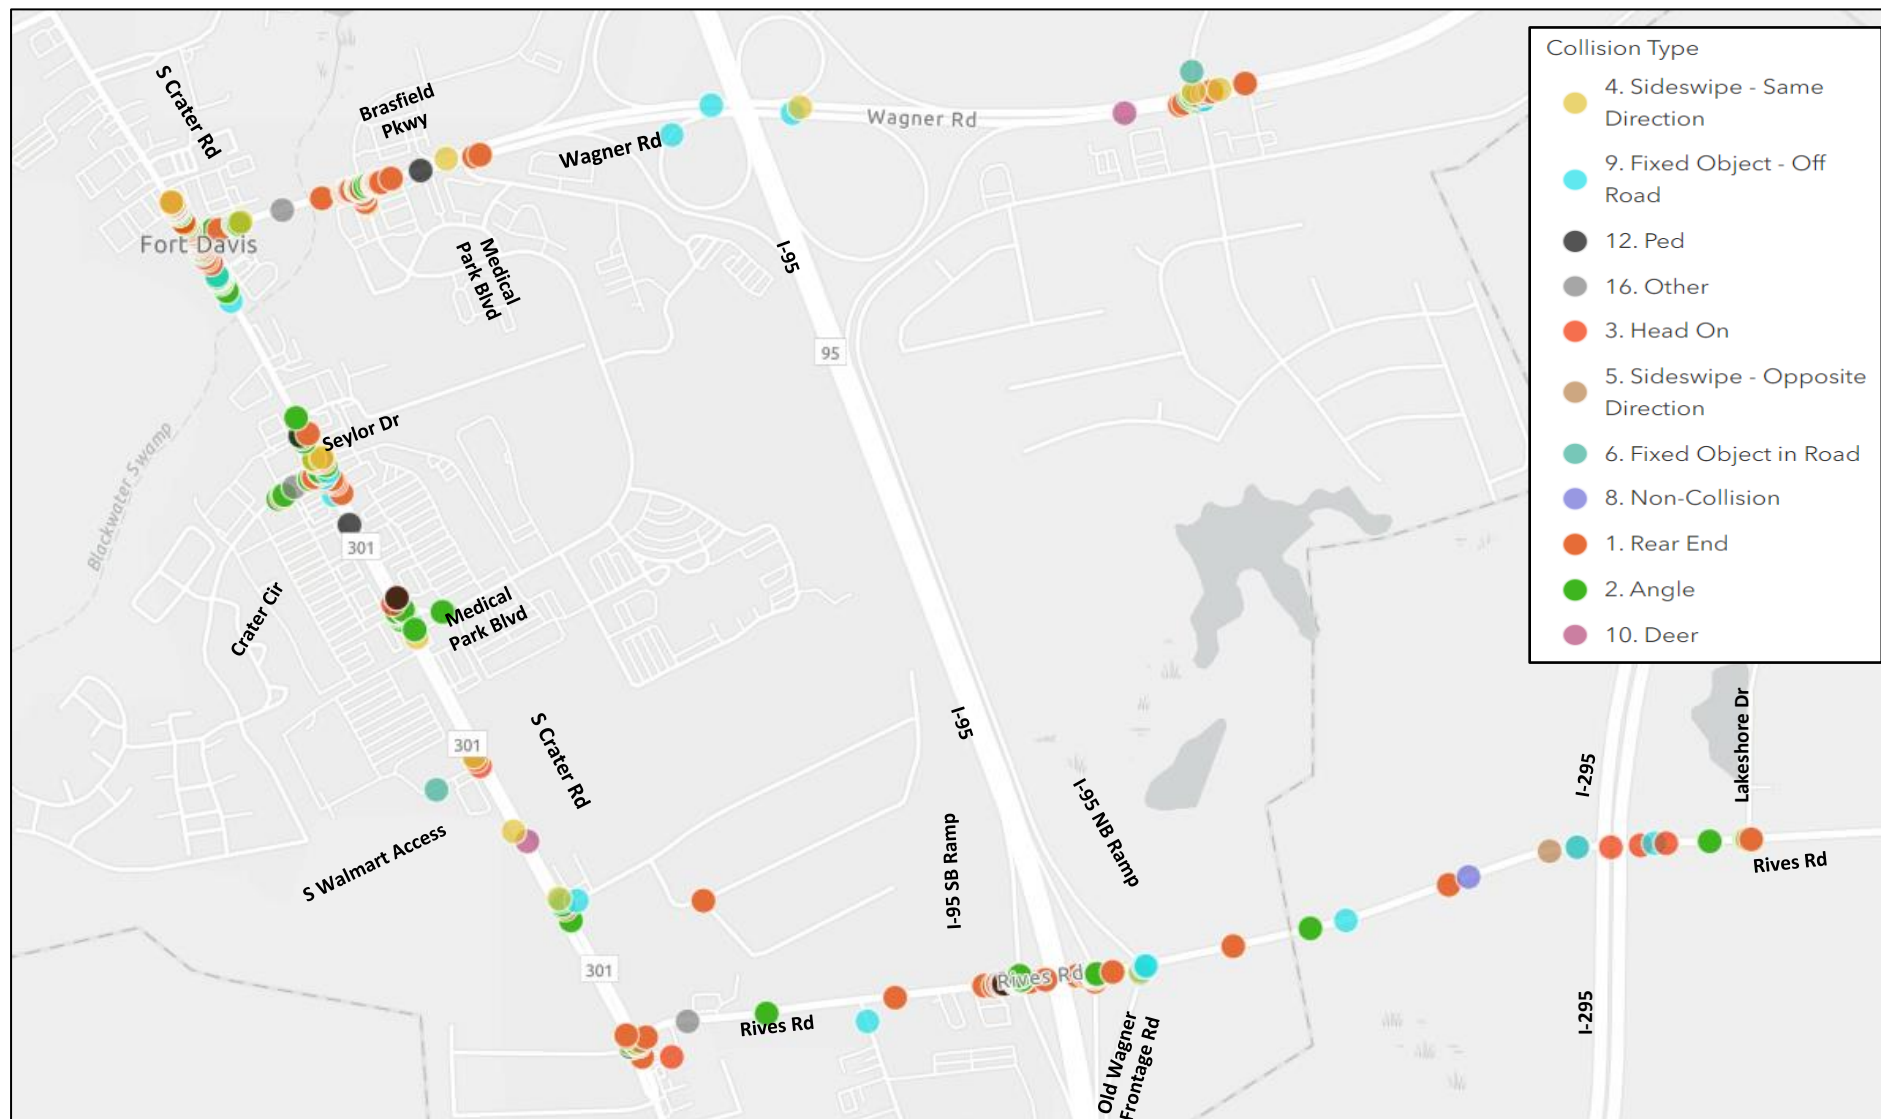 S Crater Rd
Brasfield
Pkwy
Wagner Rd
Wagner Rd
Fort Davis
Medical
Park Blvd
I-95
95
Seylor Dr
Blackwater Swamp
301
Crater Cir
Medical
Park Blvd
301
S Crater Rd
S Walmart Access
I-95
I-95 SB Ramp
I-95 NB Ramp
301
Rives Rd
Rives Rd
Old Wagner
Frontage Rd
I-295
I-295
Lakeshore Dr
Rives Rd
Collision Type
4. Sideswipe - Same
Direction
9. Fixed Object - Off
Road
12. Ped
16. Other
3. Head On
5. Sideswipe - Opposite
Direction
6. Fixed Object in Road
8. Non-Collision
1. Rear End
2. Angle
10. Deer